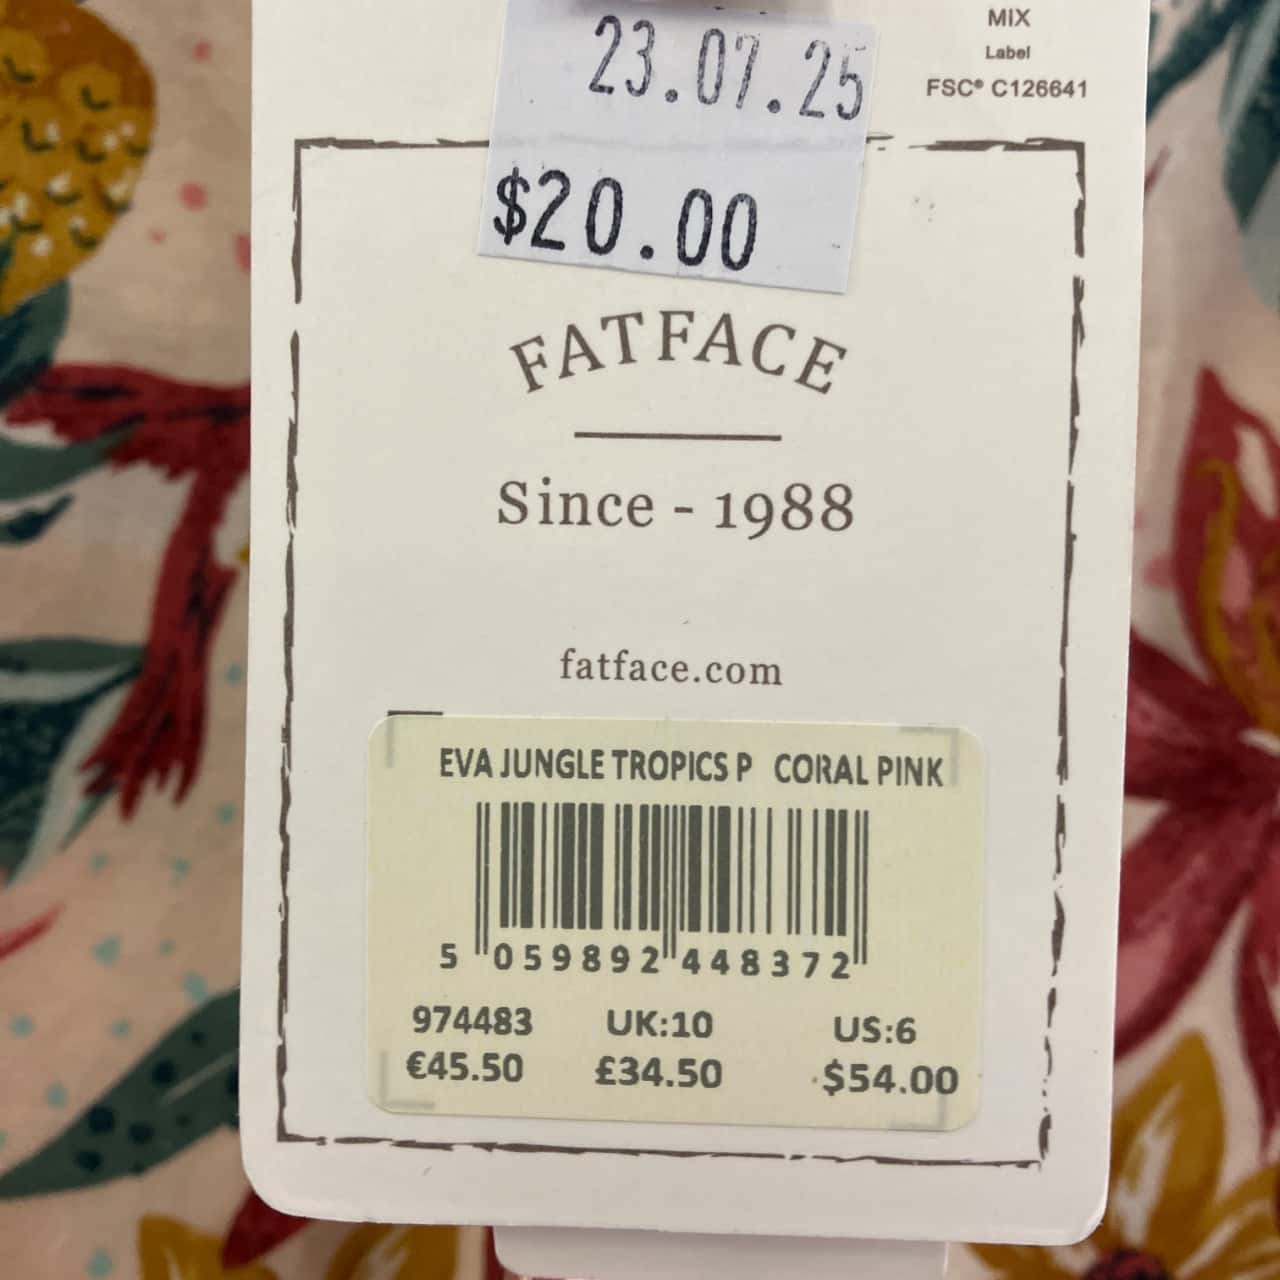 MIX
Label
FSC® C126641
23.07.25
$20.00
FATFACE
Since - 1988
fatface.com
EVA JUNGLE TROPICS P CORAL PINK
5 059892 448372
974483 UK:10 US:6
€45.50 £34.50 $54.00